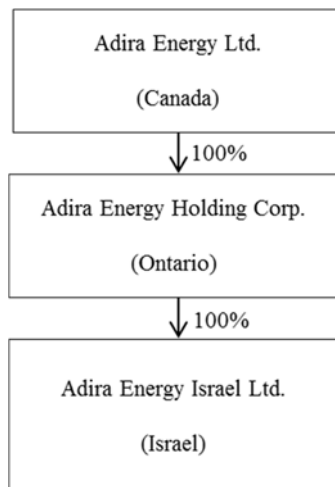 Adira Energy Ltd.
(Canada)
100%
Adira Energy Holding Corp.
(Ontario)
100%
Adira Energy Israel Ltd.
(Israel)